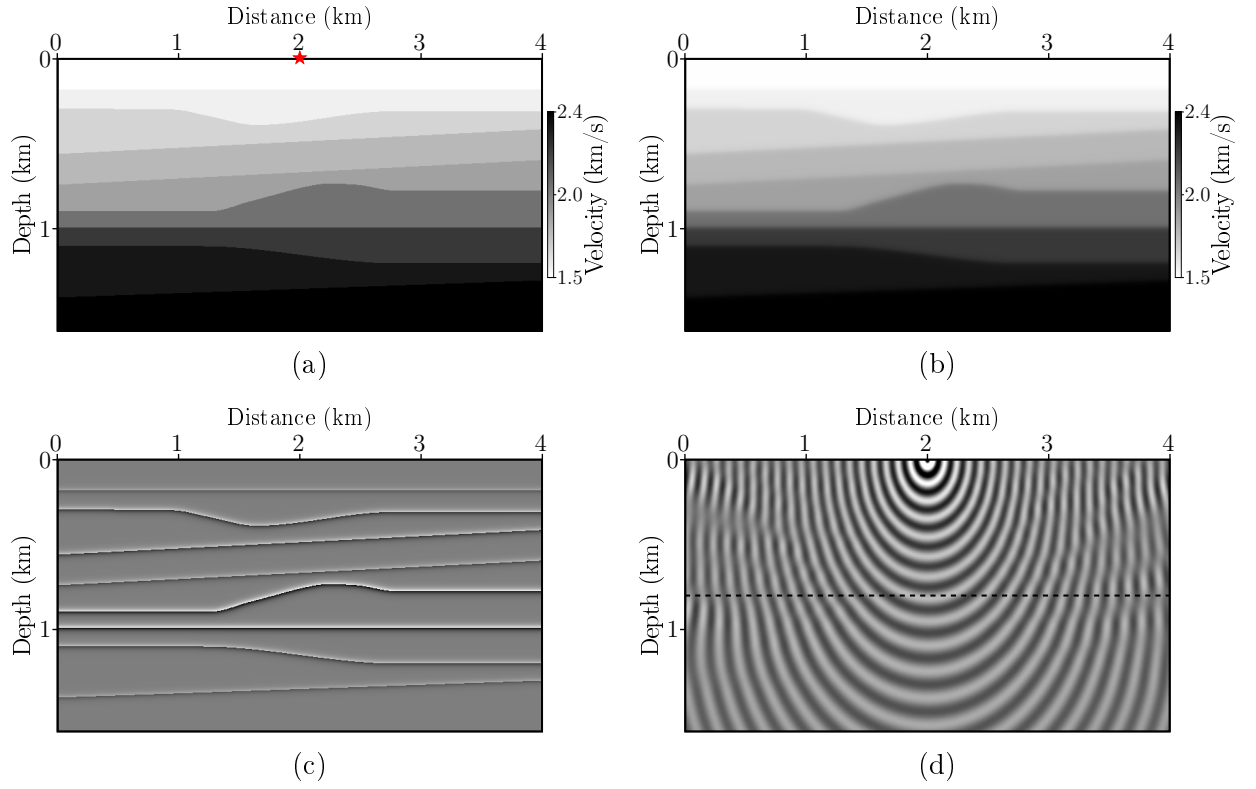 Distance (km)
0 1 2 3 4
0
1
Depth (km)
2.4
2.0
1.5
Velocity (km/s)
(a)
Distance (km)
0 1 2 3 4
0
1
Depth (km)
2.4
2.0
1.5
Velocity (km/s)
(b)
Distance (km)
0 1 2 3 4
0
1
Depth (km)
(c)
Distance (km)
0 1 2 3 4
0
1
Depth (km)
(d)